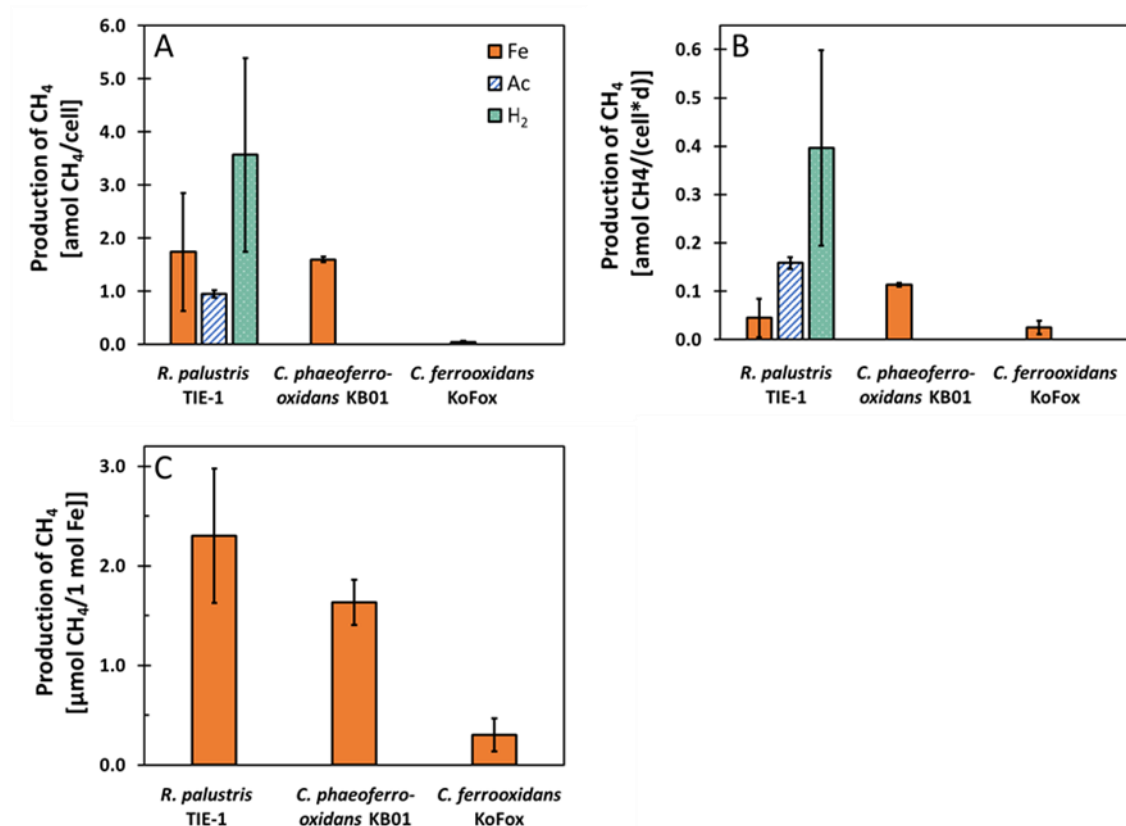 A
Production of CH4
[amol CH4/cell]
6.0
5.0
4.0
3.0
2.0
1.0
0.0
Fe
Ac
H2
R. palustris
TIE-1
C. phaeoferro-
oxidans KB01
C. ferrooxidans
KoFox
B
Production of CH4
[amol CH4/(cell*d)]
0.6
0.5
0.4
0.3
0.2
0.1
0.0
R. palustris
TIE-1
C. phaeoferro-
oxidans KB01
C. ferrooxidans
KoFox
C
Production of CH4
[µmol CH4/1 mol Fe]]
3.0
2.0
1.0
0.0
R. palustris
TIE-1
C. phaeoferro-
oxidans KB01
C. ferrooxidans
KoFox